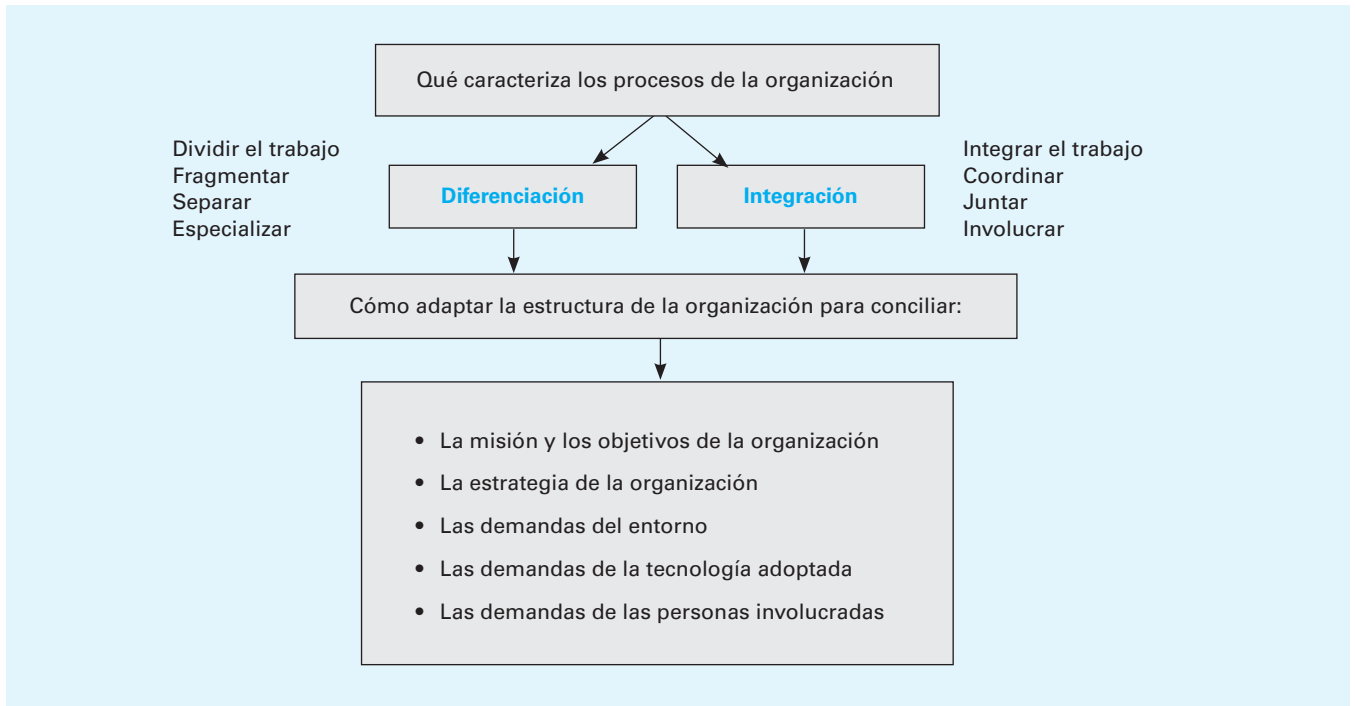 Qué caracteriza los procesos de la organización
Dividir el trabajo
Fragmentar
Separar
Especializar
Diferenciación
Integración
Integrar el trabajo
Coordinar
Juntar
Involucrar
Cómo adaptar la estructura de la organización para conciliar:
• La misión y los objetivos de la organización
• La estrategia de la organización
• Las demandas del entorno
• Las demandas de la tecnología adoptada
• Las demandas de las personas involucradas